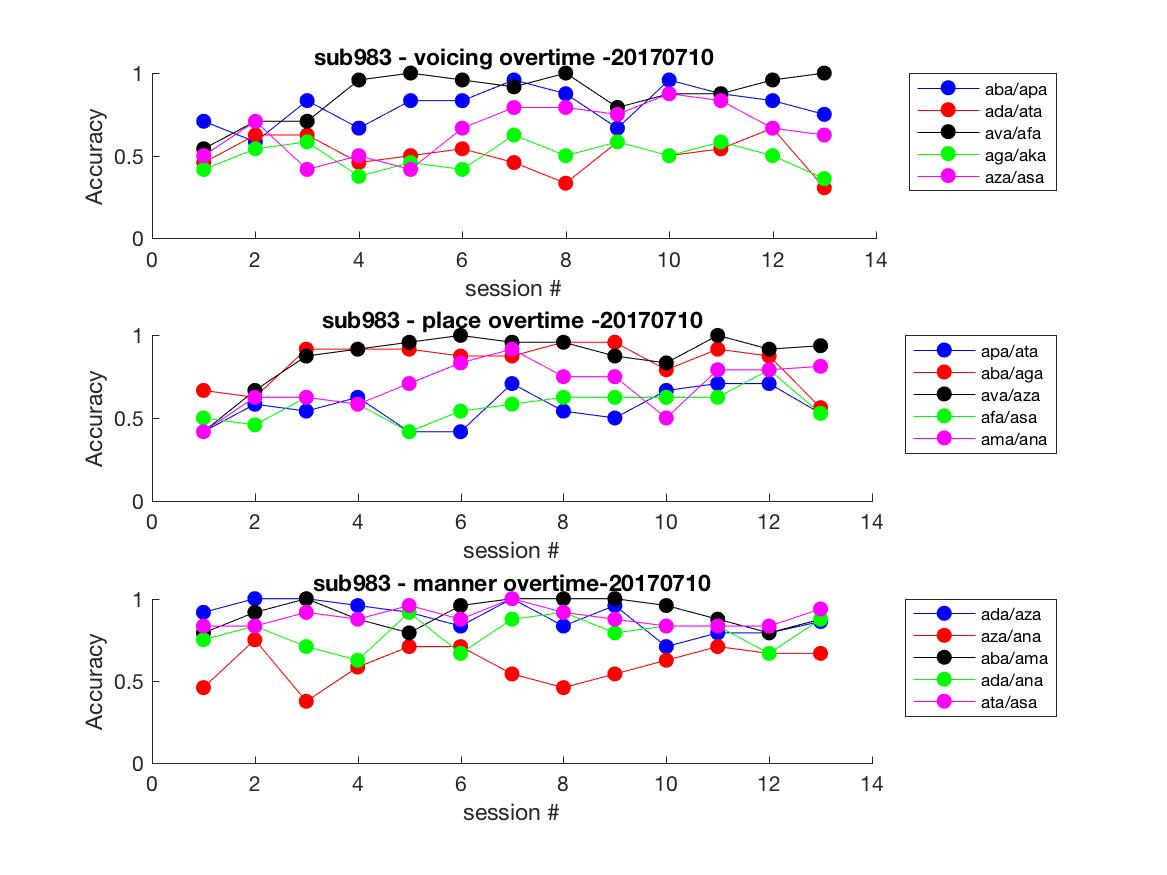 sub983 - voicing overtime -20170710
1
0.5
0
Accuracy
0 2 4 6 8 10 12 14
session #
aba/apa
ada/ata
ava/afa
aga/aka
aza/asa
sub983 - place overtime -20170710
1
0.5
0
Accuracy
0 2 4 6 8 10 12 14
session #
apa/ata
aba/aga
ava/aza
afa/asa
ama/ana
sub983 - manner overtime-20170710
1
0.5
0
Accuracy
0 2 4 6 8 10 12 14
session #
ada/aza
aza/ana
aba/ama
ada/ana
ata/asa